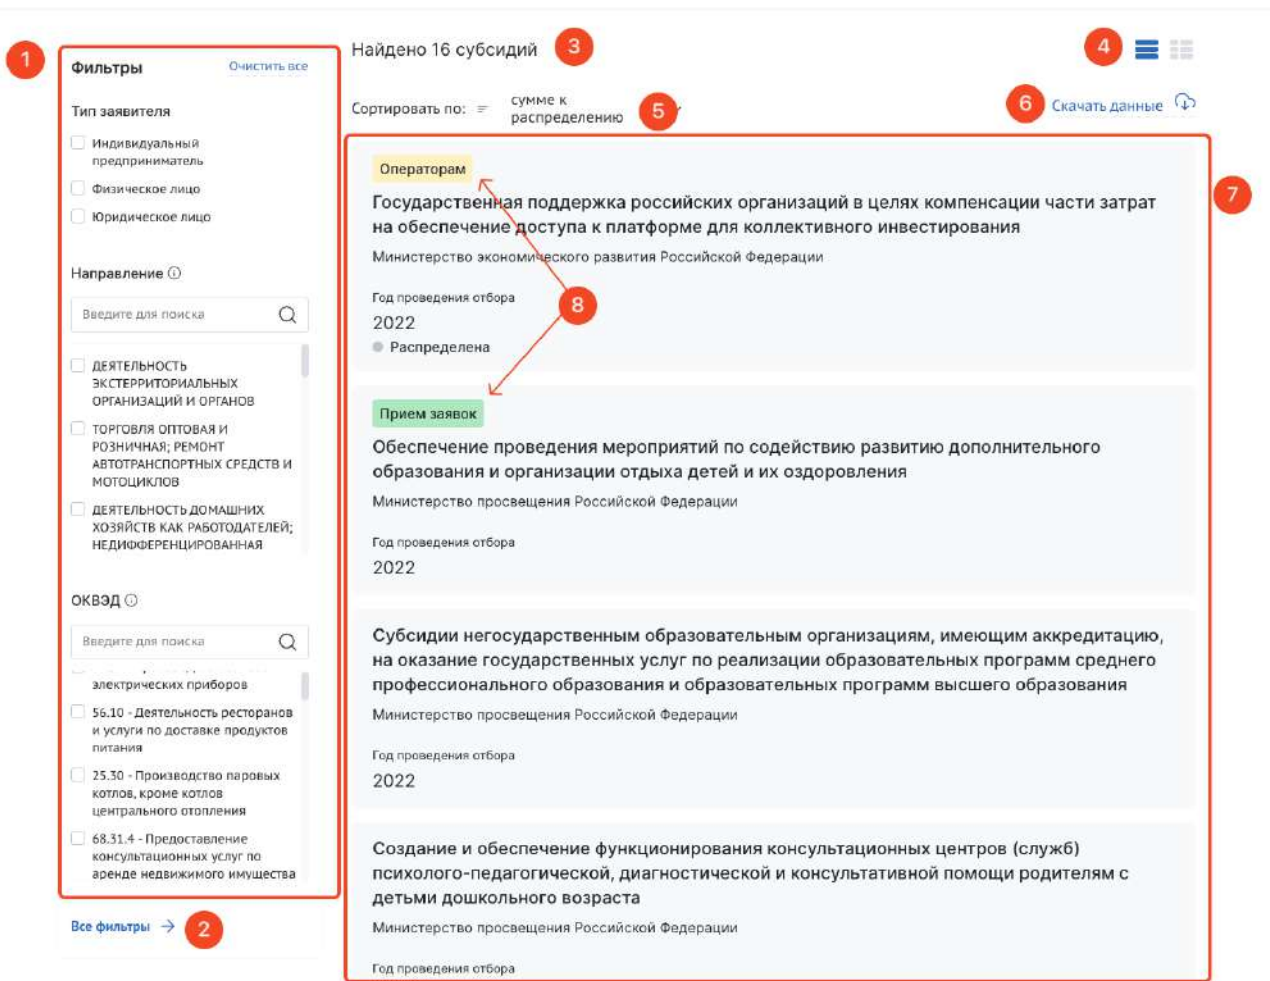 1
Фильтры
Очистить все
Тип заявителя
Индивидуальный
предприниматель
Физическое лицо
Юридическое лицо
Направление
Введите для поиска
ДЕЯТЕЛЬНОСТЬ
ЭКСТЕРРИТОРИАЛЬНЫХ
ОРГАНИЗАЦИЙ И ОРГАНОВ
ТОРГОВЛЯ ОПТОВАЯ И
РОЗНИЧНАЯ; РЕМОНТ
АВТОТРАНСПОРТНЫХ СРЕДСТВ И
МОТОЦИКЛОВ
ДЕЯТЕЛЬНОСТЬ ДОМАШНИХ
ХОЗЯЙСТВ КАК РАБОТОДАТЕЛЕЙ;
НЕДИФФЕРЕНЦИРОВАННАЯ
ОКВЭД
Введите для поиска
электрических приборов
56.10 - Деятельность ресторанов
и услуги по доставке продуктов
питания
25.30 - Производство паровых
котлов, кроме котлов
центрального отопления
68.31.4 - Предоставление
консультационных услуг по
аренде недвижимого имущества
Все фильтры → 2
Найдено 16 субсидий 3
4
Сортировать по:
сумме к
распределению
5
6 Скачать данные
7
Операторам
Государственная поддержка российских организаций в целях компенсации части затрат
на обеспечение доступа к платформе для коллективного инвестирования
Министерство экономического развития Российской Федерации
Год проведения отбора
8
2022
Распределена
Прием заявок
Обеспечение проведения мероприятий по содействию развитию дополнительного
образования и организации отдыха детей и их оздоровления
Министерство просвещения Российской Федерации
Год проведения отбора
2022
Субсидии негосударственным образовательным организациям, имеющим аккредитацию,
на оказание государственных услуг по реализации образовательных программ среднего
профессионального образования и образовательных программ высшего образования
Министерство просвещения Российской Федерации
Год проведения отбора
2022
Создание и обеспечение функционирования консультационных центров (служб)
психолого-педагогической, диагностической и консультативной помощи родителям с
детьми дошкольного возраста
Министерство просвещения Российской Федерации
Год проведения отбора